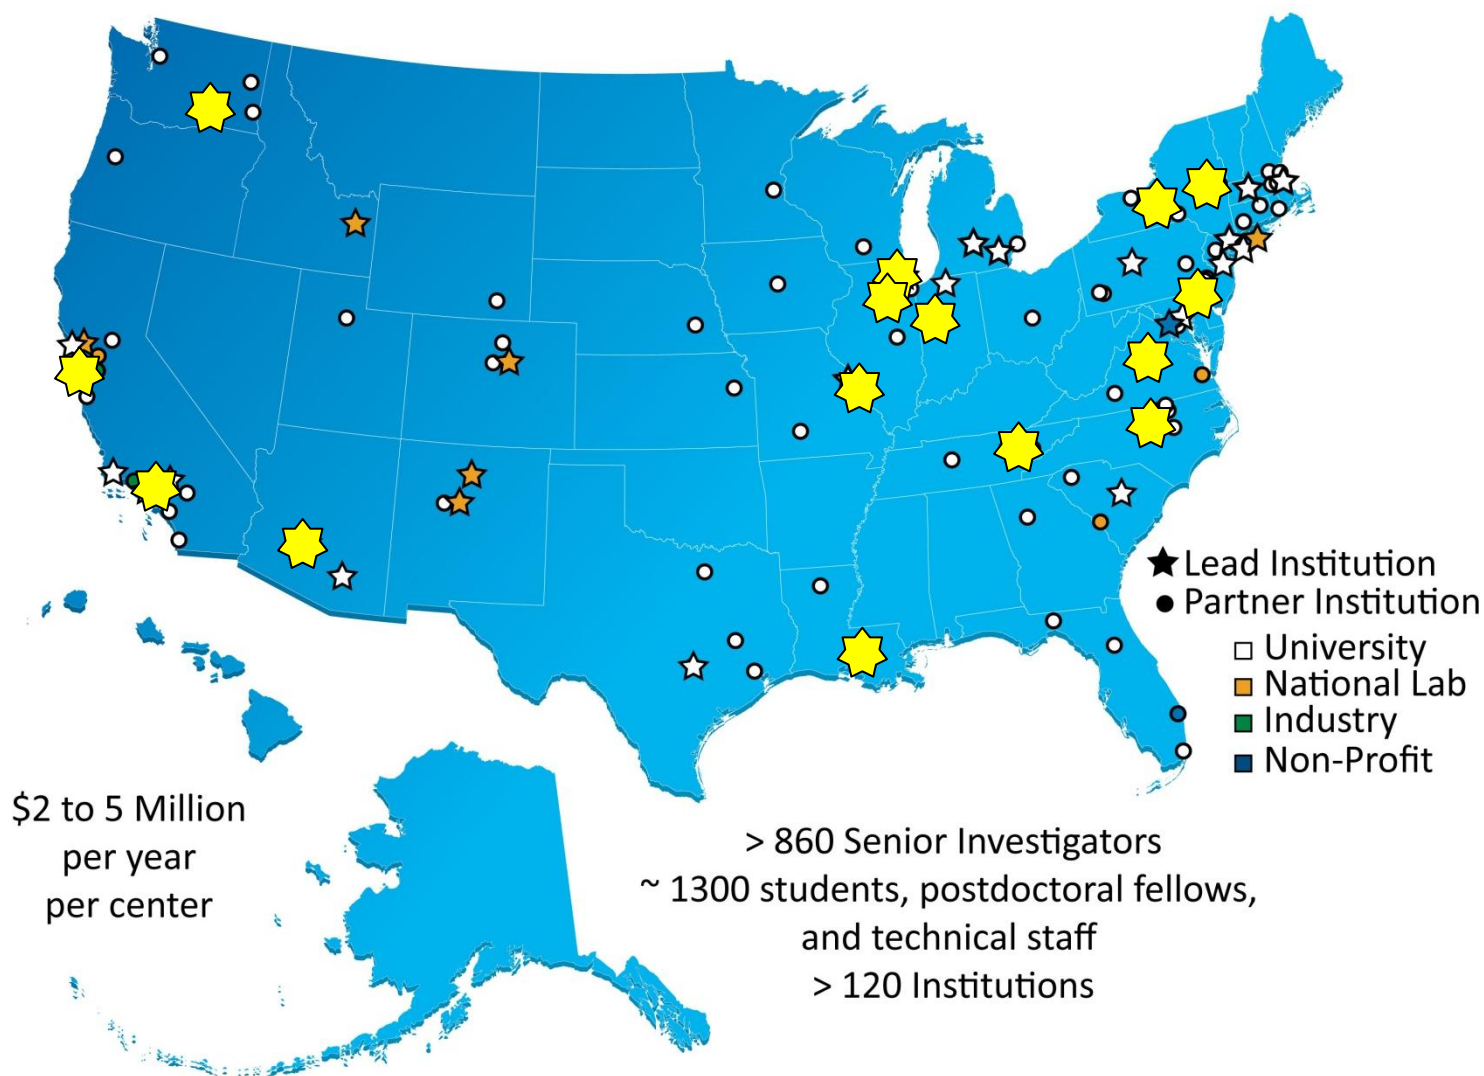 Lead Institution
Partner Institution
University
National Lab
Industry
Non-Profit
$2 to 5 Million
per year
per center
> 860 Senior Investigators
~ 1300 students, postdoctoral fellows,
and technical staff
> 120 Institutions